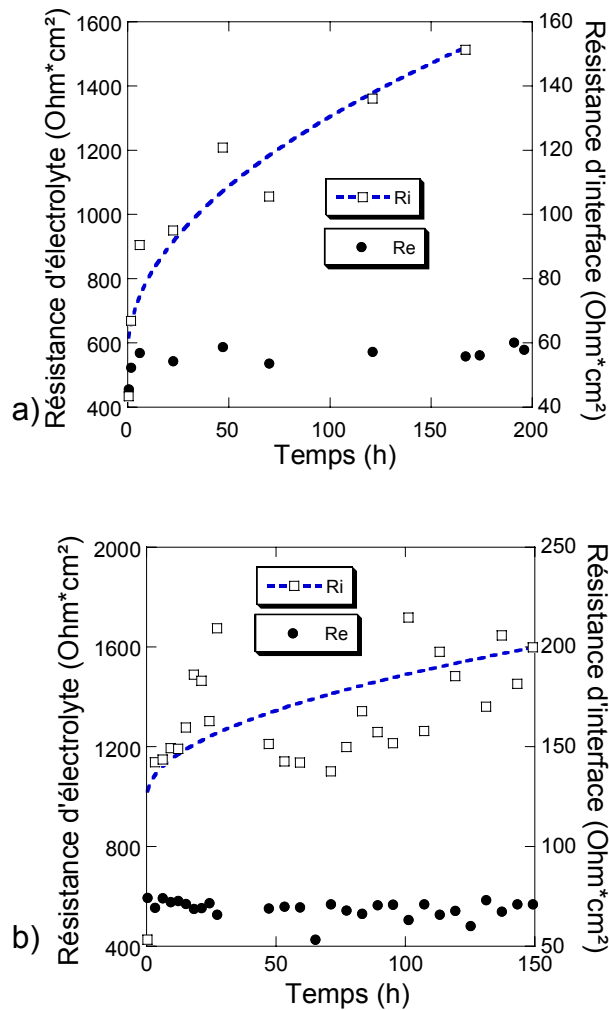 a)
Résistance d'électrolyte (Ohm*cm²)
1600
1400
1200
1000
800
600
400
Résistance d'interface (Ohm*cm²)
160
140
120
100
80
60
40
Ri
Re
0
50
100
150
200
Temps (h)
b)
Résistance d'électrolyte (Ohm*cm²)
2000
1600
1200
800
400
Résistance d'interface (Ohm*cm²)
250
200
150
100
50
Ri
Re
0
50
100
150
Temps (h)